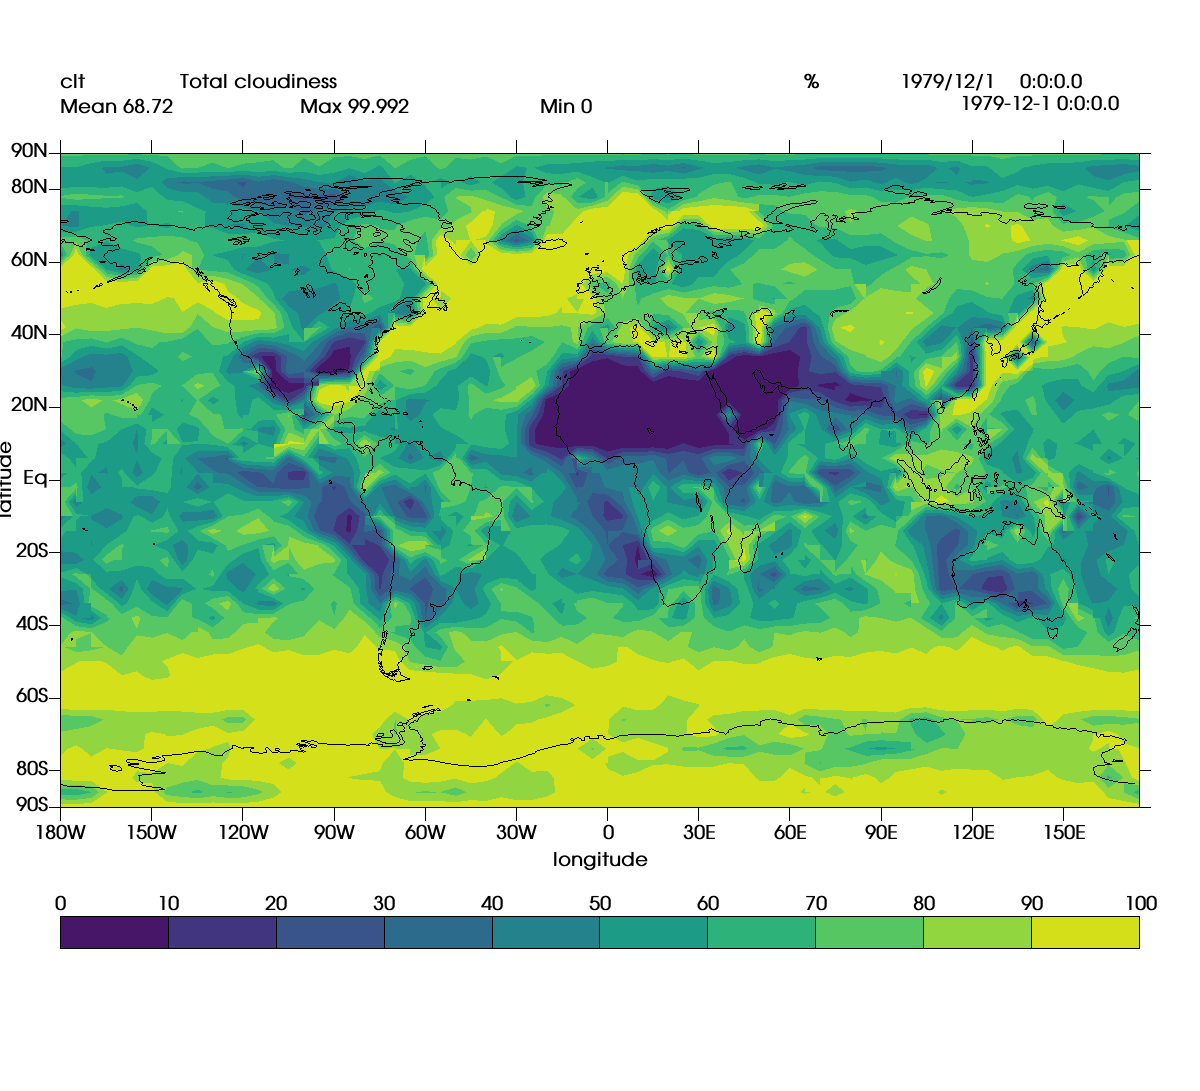 clt Total cloudiness % 1979/12/1 0:0:0.0
Mean 68.72 Max 99.992 Min 0 1979-12-1 0:0:0.0
90N
80N
60N
40N
20N
Eq
20S
40S
60S
80S
90S
latitude
180W 150W 120W 90W 60W 30W 0 30E 60E 90E 120E 150E
longitude
0 10 20 30 40 50 60 70 80 90 100